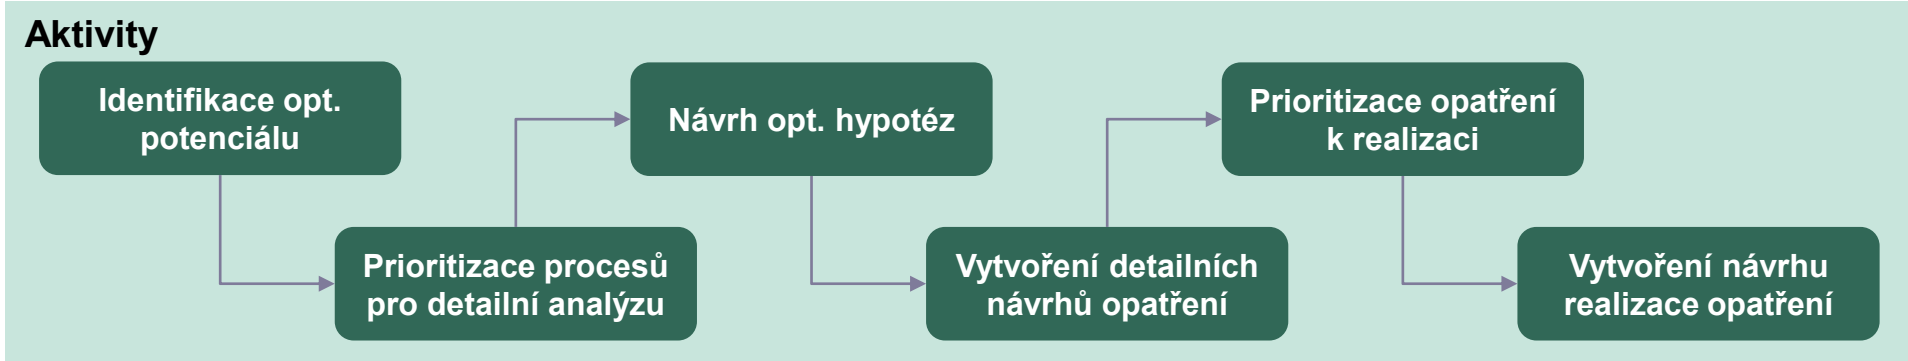 Aktivity
Identifikace opt.
potenciálu
Prioritizace procesů
pro detailní analýzu
Návrh opt. hypotéz
Vytvoření detailních
návrhů opatření
Prioritizace opatření
k realizaci
Vytvoření návrhu
realizace opatření